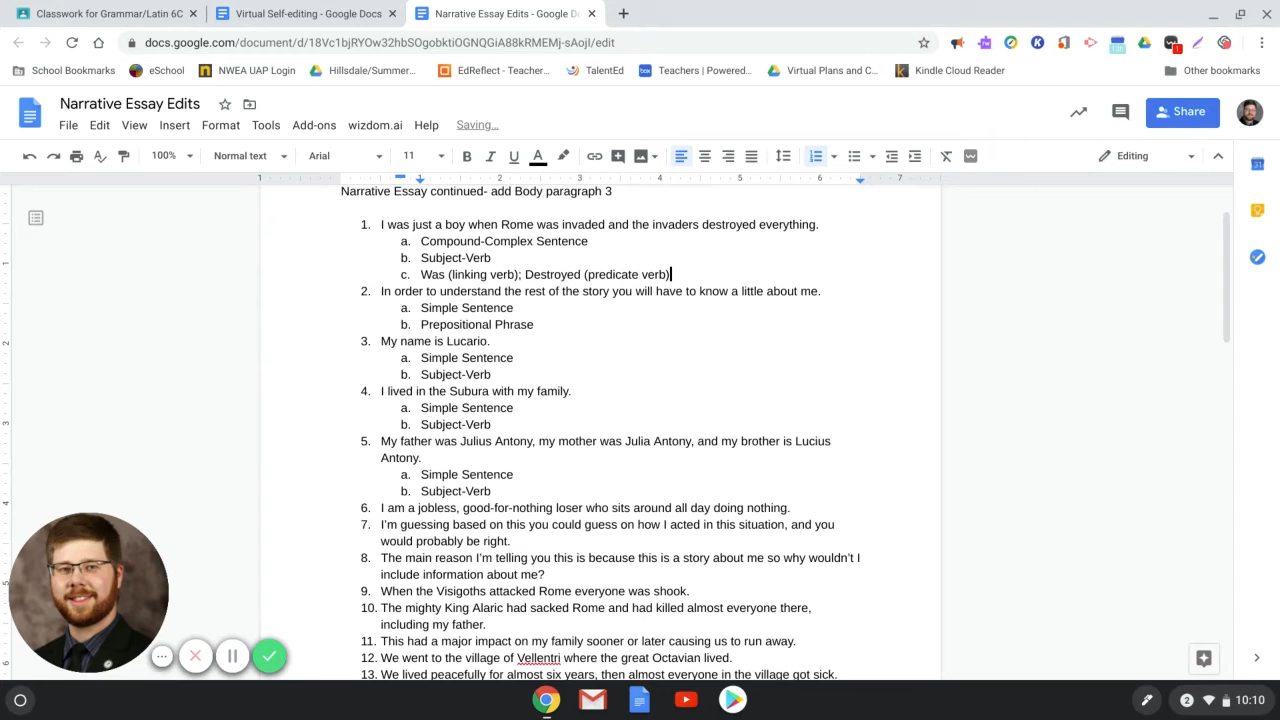 Classwork for Grammar/Latin 6C
Virtual Self-editing - Google Docs
Narrative Essay Edits - Google D
docs.google.com/document/d/18Vc1bjRYOw32hbSOgobktiOGNQGiA88kRMEMj-sAojI/edit
School Bookmarks
eSchool
NWEA UAP Login
Hillsdale/Summer...
EdReflect - Teacher...
TalentEd
box
Teachers | Powered...
Virtual Plans and C...
Kindle Cloud Reader
Other bookmarks
Narrative Essay Edits
File Edit View Insert Format Tools Add-ons wizdom.ai Help Saving...
Share
100% Normal text Arial 11 B I U A Editing
1 1 2 3 4 5 6 7
Narrative Essay continued- add Body paragraph 3
1. I was just a boy when Rome was invaded and the invaders destroyed everything.
a. Compound-Complex Sentence
b. Subject-Verb
c. Was (linking verb); Destroyed (predicate verb)
2. In order to understand the rest of the story you will have to know a little about me.
a. Simple Sentence
b. Prepositional Phrase
3. My name is Lucario.
a. Simple Sentence
b. Subject-Verb
4. I lived in the Subura with my family.
a. Simple Sentence
b. Subject-Verb
5. My father was Julius Antony, my mother was Julia Antony, and my brother is Lucius
Antony.
a. Simple Sentence
b. Subject-Verb
6. I am a jobless, good-for-nothing loser who sits around all day doing nothing.
7. I'm guessing based on this you could guess on how I acted in this situation, and you
would probably be right.
8. The main reason I'm telling you this is because this is a story about me so why wouldn't I
include information about me?
9. When the Visigoths attacked Rome everyone was shook.
10. The mighty King Alaric had sacked Rome and had killed almost everyone there,
including my father.
11. This had a major impact on my family sooner or later causing us to run away.
12. We went to the village of Vellentri where the great Octavian lived.
13. We lived peacefully for almost six years, then almost everyone in the village got sick.
2
10:10